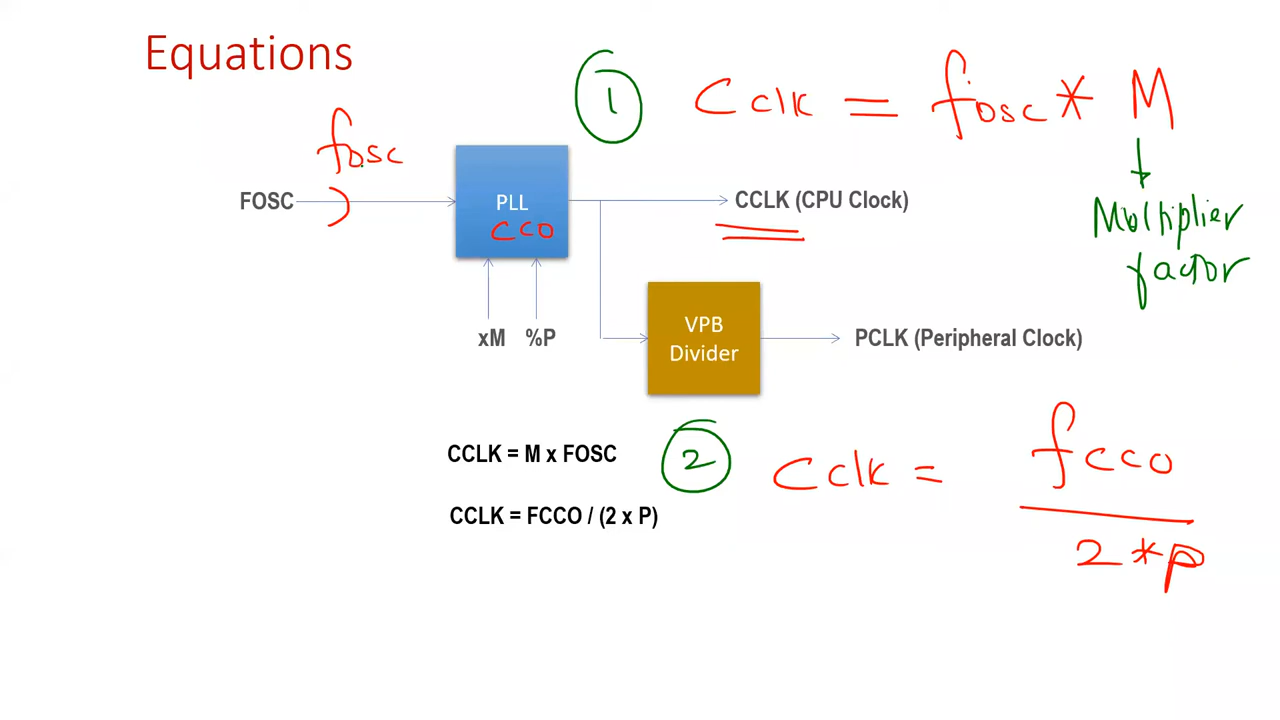 Equations
1 Cclk = fosc * M
fosc
FOSC
PLL
cco
CCLK (CPU Clock)
Multiplier
factor
xM %P
VPB
Divider
PCLK (Peripheral Clock)
CCLK = M x FOSC
CCLK = FCCO / (2 x P)
2 Cclk = fcco
2 * p